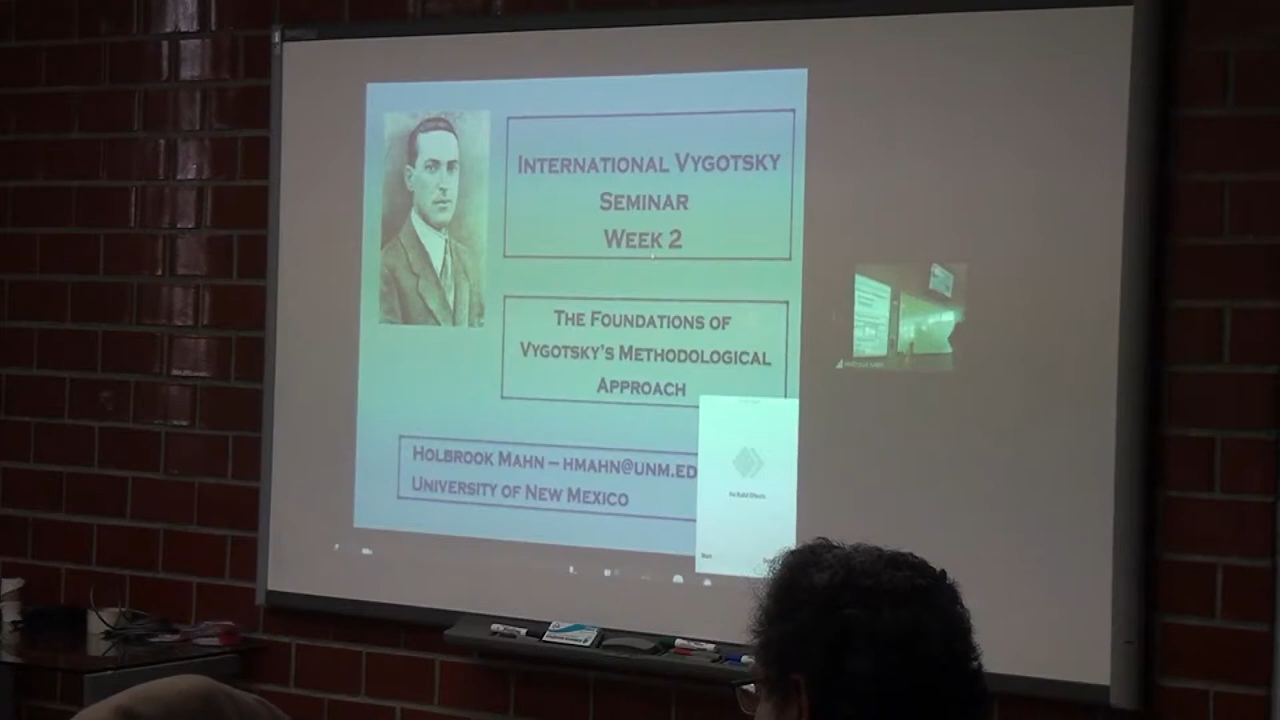 INTERNATIONAL VYGOTSKY
SEMINAR
WEEK 2
THE FOUNDATIONS OF
VYGOTSKY'S METHODOLOGICAL
APPROACH
HOLBROOK MAHN – HMAHN@UNM.ED
UNIVERSITY OF NEW MEXICO